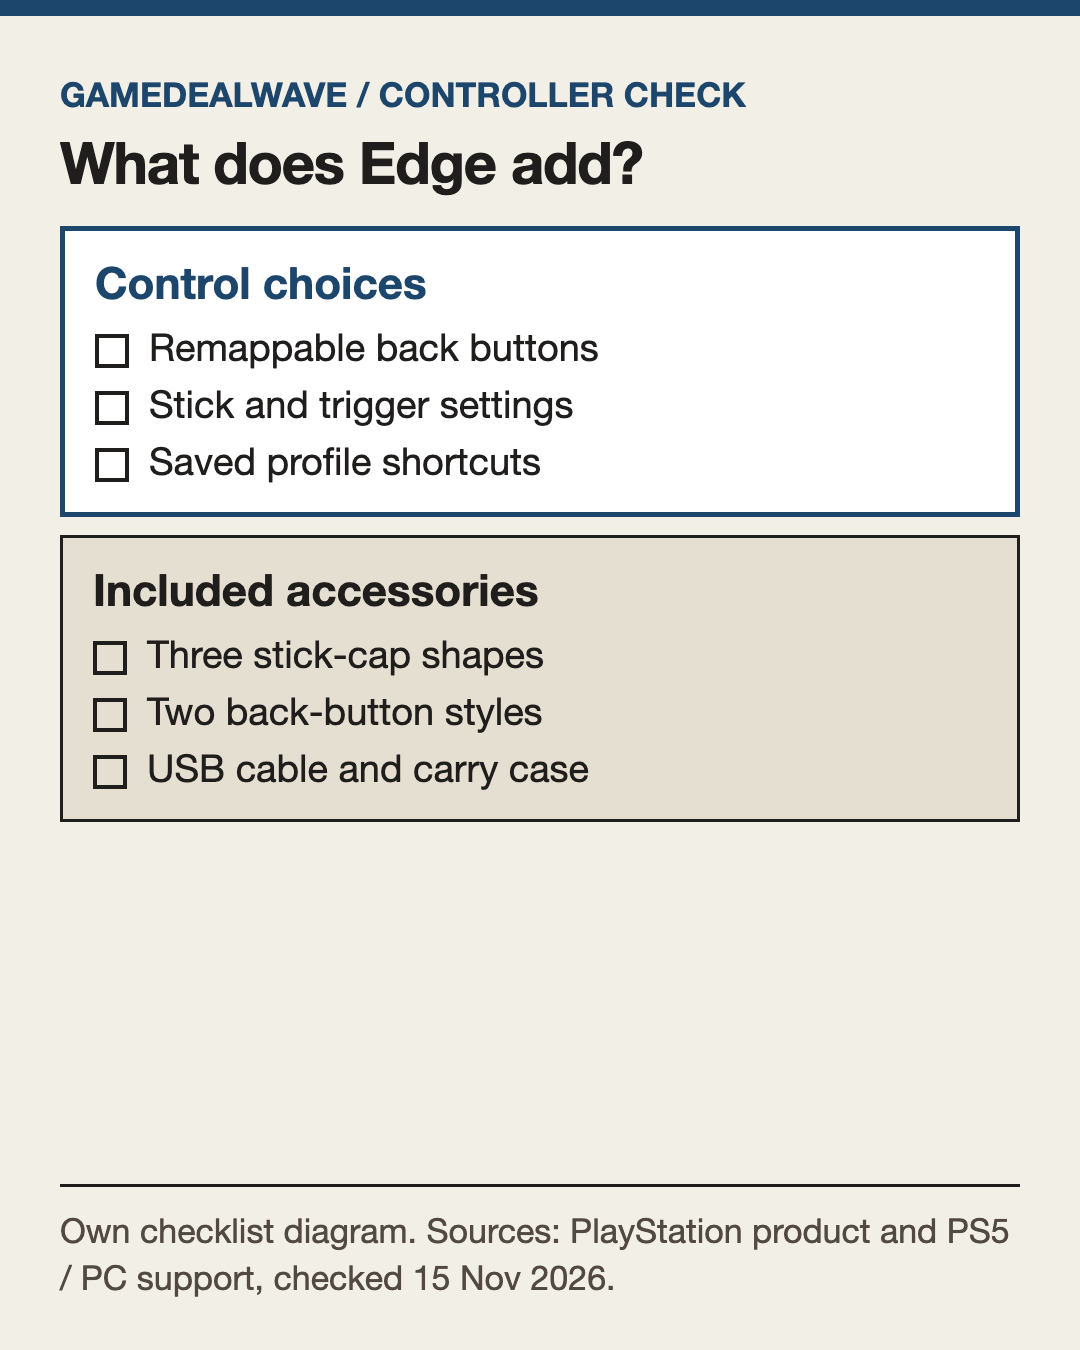 GAMEDEALWAVE / CONTROLLER CHECK
What does Edge add?
Control choices
Remappable back buttons
Stick and trigger settings
Saved profile shortcuts
Included accessories
Three stick-cap shapes
Two back-button styles
USB cable and carry case
Own checklist diagram. Sources: PlayStation product and PS5
/ PC support, checked 15 Nov 2026.